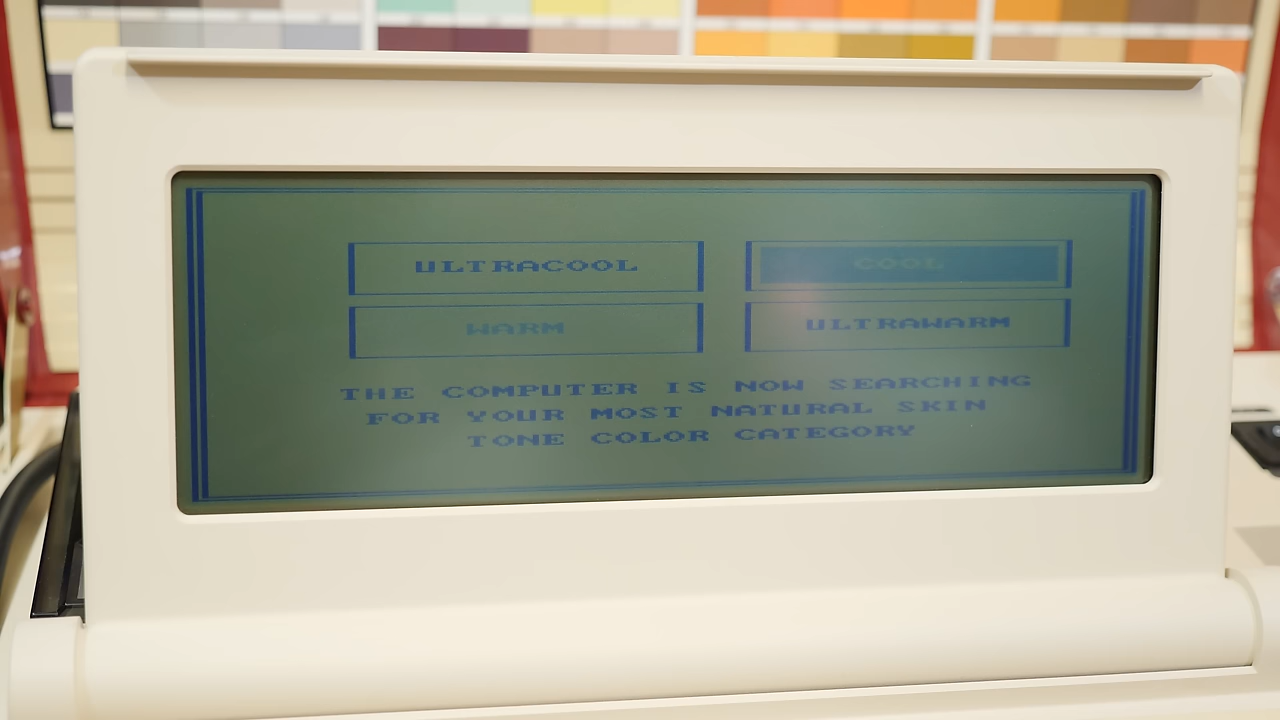 ULTRACOOL
COOL
WARM
ULTRAWARM
THE COMPUTER IS NOW SEARCHING
FOR YOUR MOST NATURAL SKIN
TONE COLOR CATEGORY